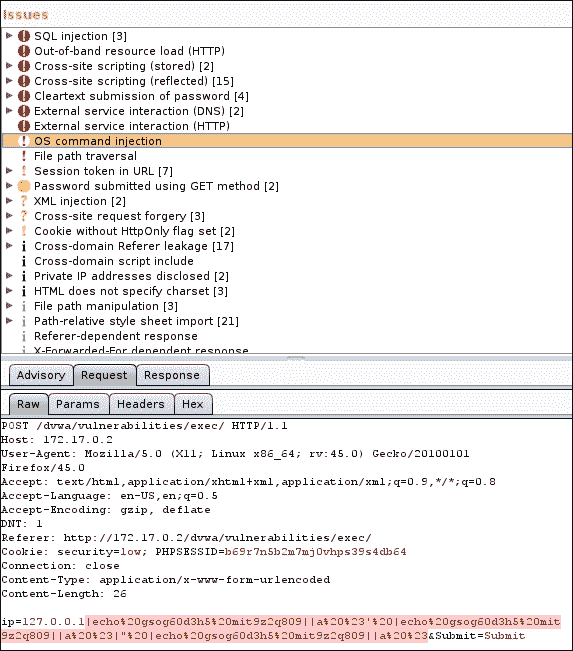 Issues
SQL injection [3]
Out-of-band resource load (HTTP)
Cross-site scripting (stored) [2]
Cross-site scripting (reflected) [15]
Cleartext submission of password [4]
External service interaction (DNS) [2]
External service interaction (HTTP)
OS command injection
File path traversal
Session token in URL [7]
Password submitted using GET method [2]
XML injection [2]
Cross-site request forgery [3]
Cookie without HttpOnly flag set [2]
Cross-domain Referer leakage [17]
Cross-domain script include
Private IP addresses disclosed [2]
HTML does not specify charset [3]
File path manipulation [3]
Path-relative style sheet import [21]
Referer-dependent response
X-Forwarded-For dependent response
Advisory Request Response
Raw Params Headers Hex
POST /dvwa/vulnerabilities/exec/ HTTP/1.1
Host: 172.17.0.2
User-Agent: Mozilla/5.0 (X11; Linux x86_64; rv:45.0) Gecko/20100101
Firefox/45.0
Accept: text/html,application/xhtml+xml,application/xml;q=0.9,*/*;q=0.8
Accept-Language: en-US,en;q=0.5
Accept-Encoding: gzip, deflate
DNT: 1
Referer: http://172.17.0.2/dvwa/vulnerabilities/exec/
Cookie: security=low; PHPSESSID=b69r7n5b2m7mj0vhps39s4db64
Connection: close
Content-Type: application/x-www-form-urlencoded
Content-Length: 26
ip=127.0.0.1|echo%20gsog60d3h5%20mit9z2q809||a%20%23'%20|echo%20gsog60d3h5%20mit
9z2q809||a%20%23|"%20|echo%20gsog60d3h5%20mit9z2q809||a%20%23&Submit=Submit